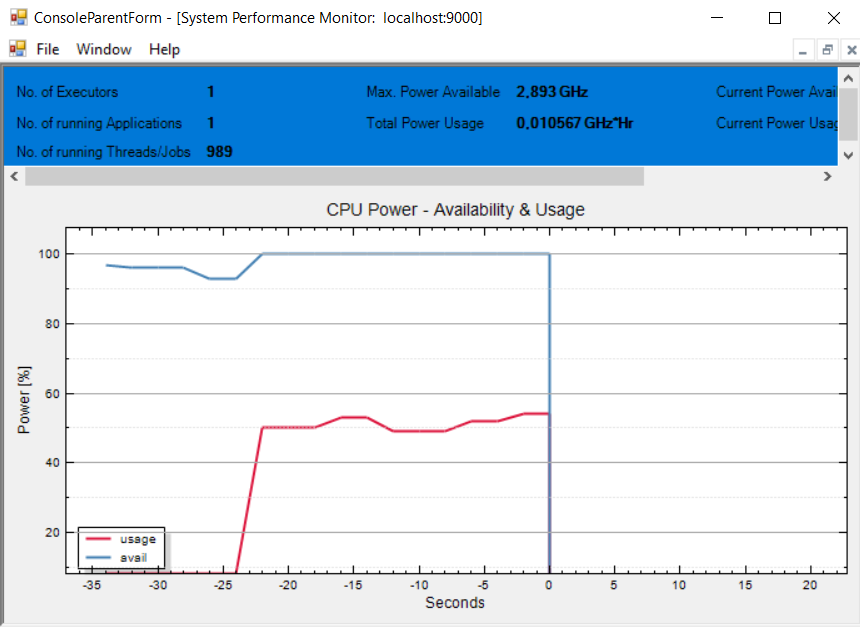 ConsoleParentForm - [System Performance Monitor:  localhost:9000]
File Window Help
No. of Executors 1 Max. Power Available 2,893 GHz Current Power Avai
No. of running Applications 1 Total Power Usage 0,010567 GHz*Hr Current Power Usag
No. of running Threads/Jobs 989
CPU Power - Availability & Usage
100
80
60
40
20
Power [%]
usage
avail
-35 -30 -25 -20 -15 -10 -5 0 5 10 15 20
Seconds